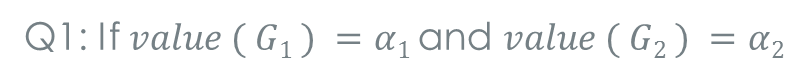 Q1: If value ( G₁ ) = α₁ and value ( G₂ ) = α₂